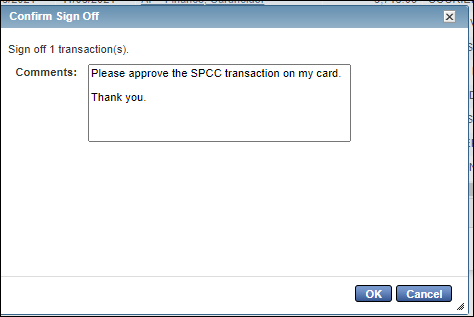 Confirm Sign Off
Sign off 1 transaction(s).
Comments:
Please approve the SPCC transaction on my card.
Thank you.
OK
Cancel